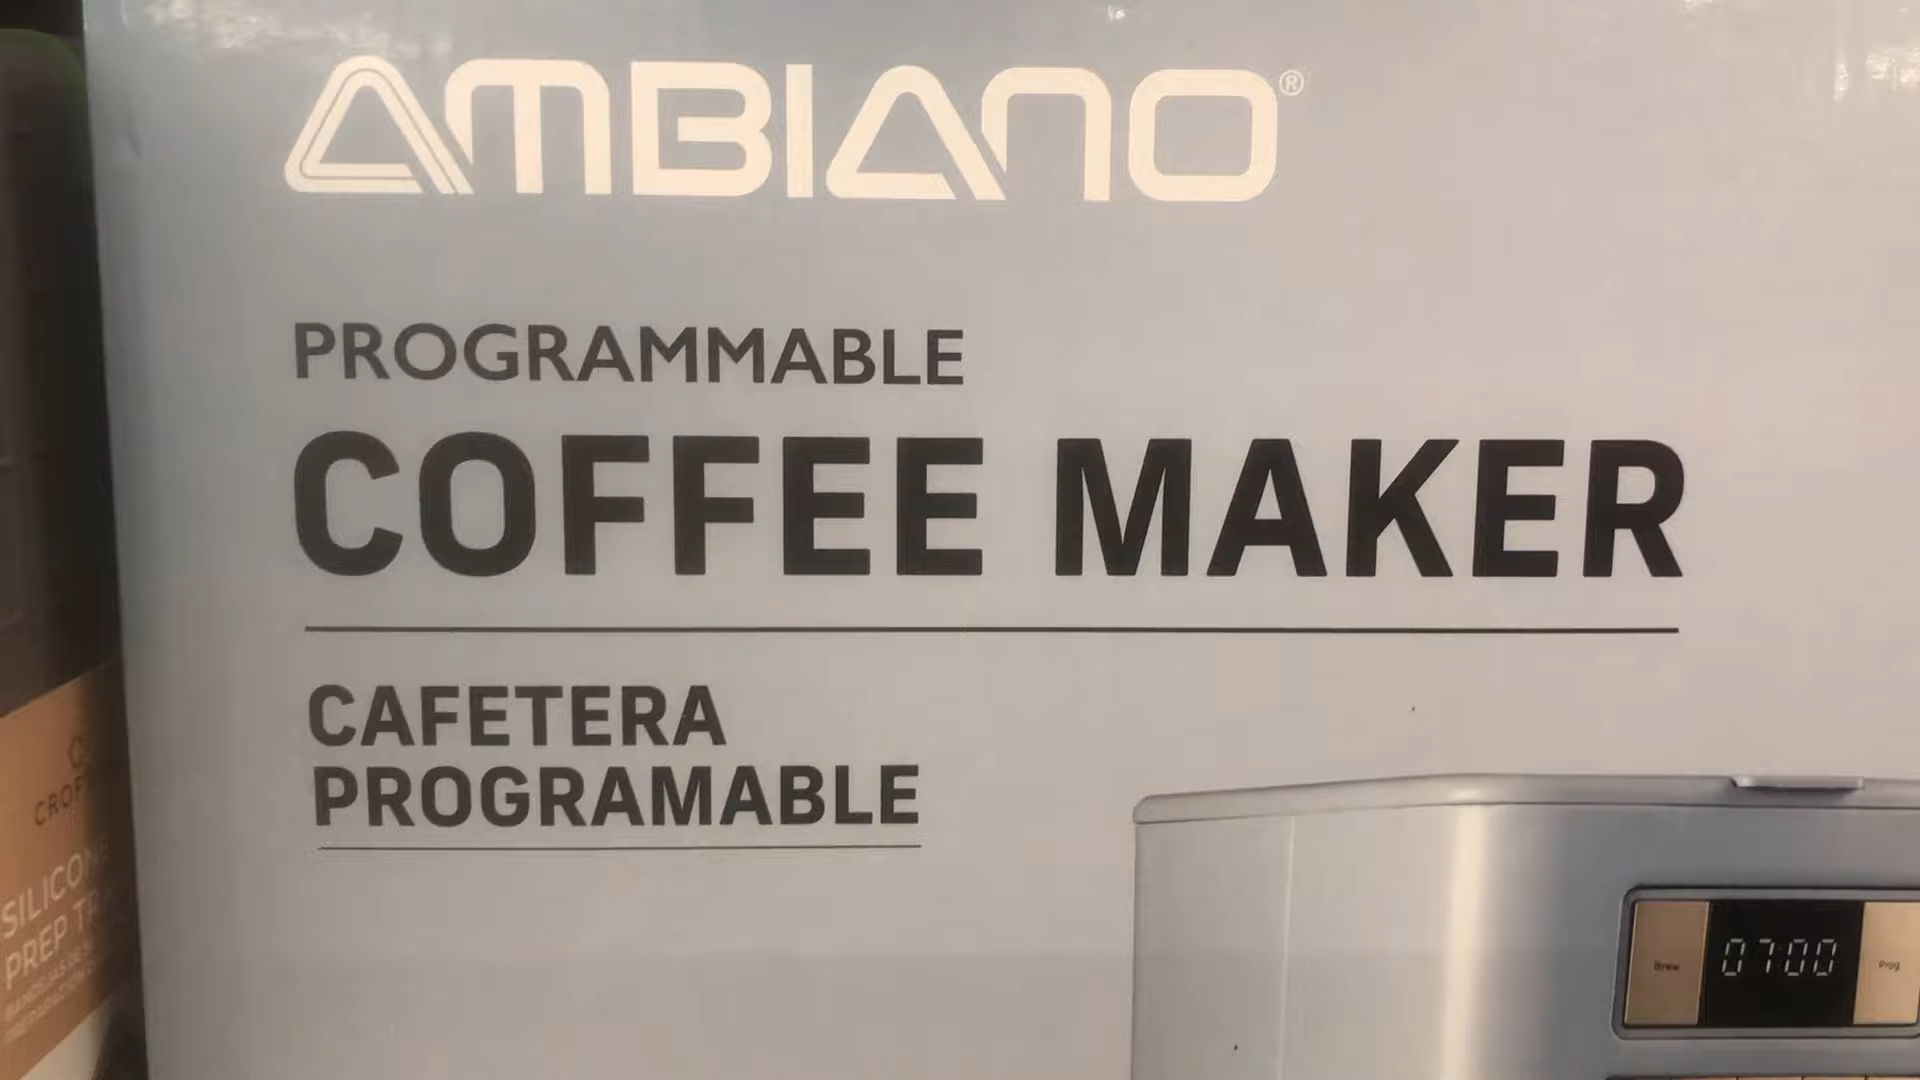 AMBIANO®
PROGRAMMABLE
COFFEE MAKER
CAFETERA
PROGRAMABLE
Brew
07:00
Prog
SILICONE
PREP